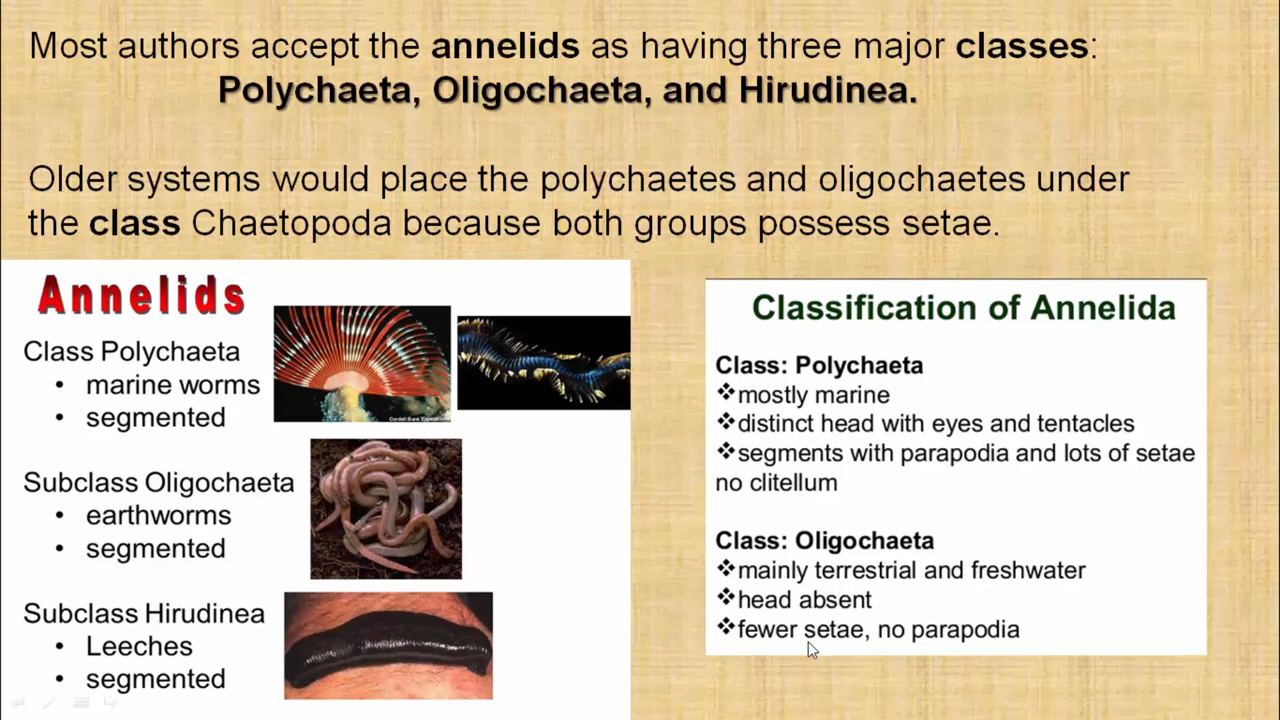 Most authors accept the annelids as having three major classes:
Polychaeta, Oligochaeta, and Hirudinea.
Older systems would place the polychaetes and oligochaetes under
the class Chaetopoda because both groups possess setae.
Annelids
Class Polychaeta
• marine worms
• segmented
Subclass Oligochaeta
• earthworms
• segmented
Subclass Hirudinea
• Leeches
• segmented
Classification of Annelida
Class: Polychaeta
❖mostly marine
❖distinct head with eyes and tentacles
❖segments with parapodia and lots of setae
no clitellum
Class: Oligochaeta
❖mainly terrestrial and freshwater
❖head absent
❖fewer setae, no parapodia